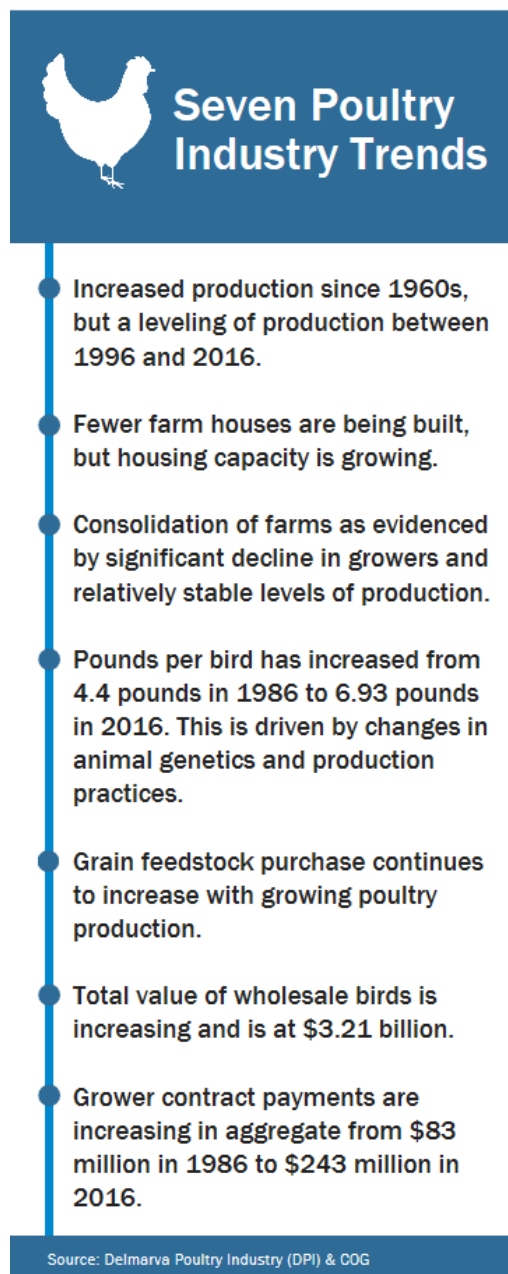 Seven Poultry
Industry Trends
Increased production since 1960s,
but a leveling of production between
1996 and 2016.
Fewer farm houses are being built,
but housing capacity is growing.
Consolidation of farms as evidenced
by significant decline in growers and
relatively stable levels of production.
Pounds per bird has increased from
4.4 pounds in 1986 to 6.93 pounds
in 2016. This is driven by changes in
animal genetics and production
practices.
Grain feedstock purchase continues
to increase with growing poultry
production.
Total value of wholesale birds is
increasing and is at $3.21 billion.
Grower contract payments are
increasing in aggregate from $83
million in 1986 to $243 million in
2016.
Source: Delmarva Poultry Industry (DPI) & COG